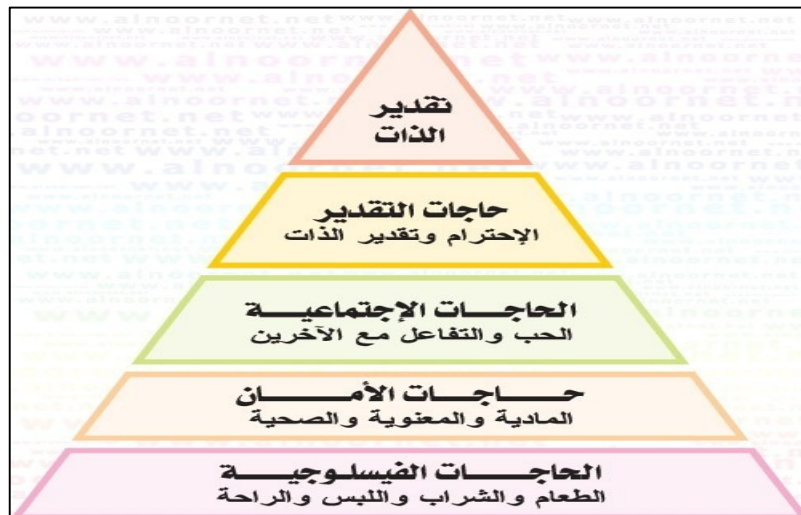 تقدير
الذات
حاجات التقدير
الإحترام وتقدير الذات
الحاجات الإجتماعية
الحب والتفاعل مع الآخرين
حاجات الأمان
المادية والمعنوية والصحية
الحاجات الفيسلوجية
الطعام والشراب واللبس والراحة
www.alnoornet.net